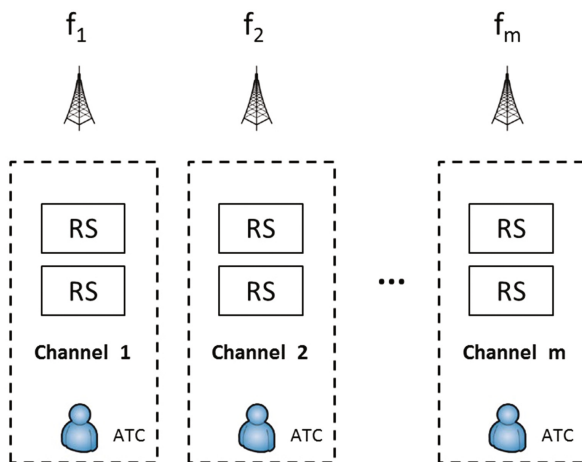 f1 f2 fm
RS RS RS
RS RS ... RS
Channel 1 Channel 2 Channel m
ATC ATC ATC